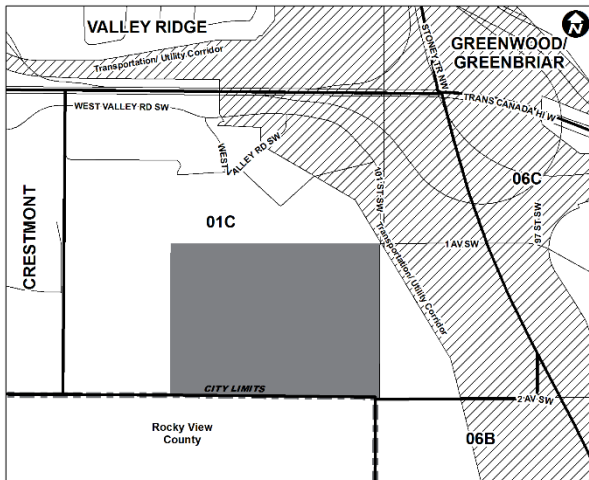 VALLEY RIDGE
Transportation/ Utility Corridor
STONEY TR NW
N
GREENWOOD/
GREENBRIAR
WEST VALLEY RD SW
TRANS CANADA HI W
WEST VALLEY RD SW
101 ST SW
06C
CRESTMONT
01C
97 ST SW
Transportation/ Utility Corridor
1 AV SW
CITY LIMITS
2 AV SW
Rocky View
County
06B